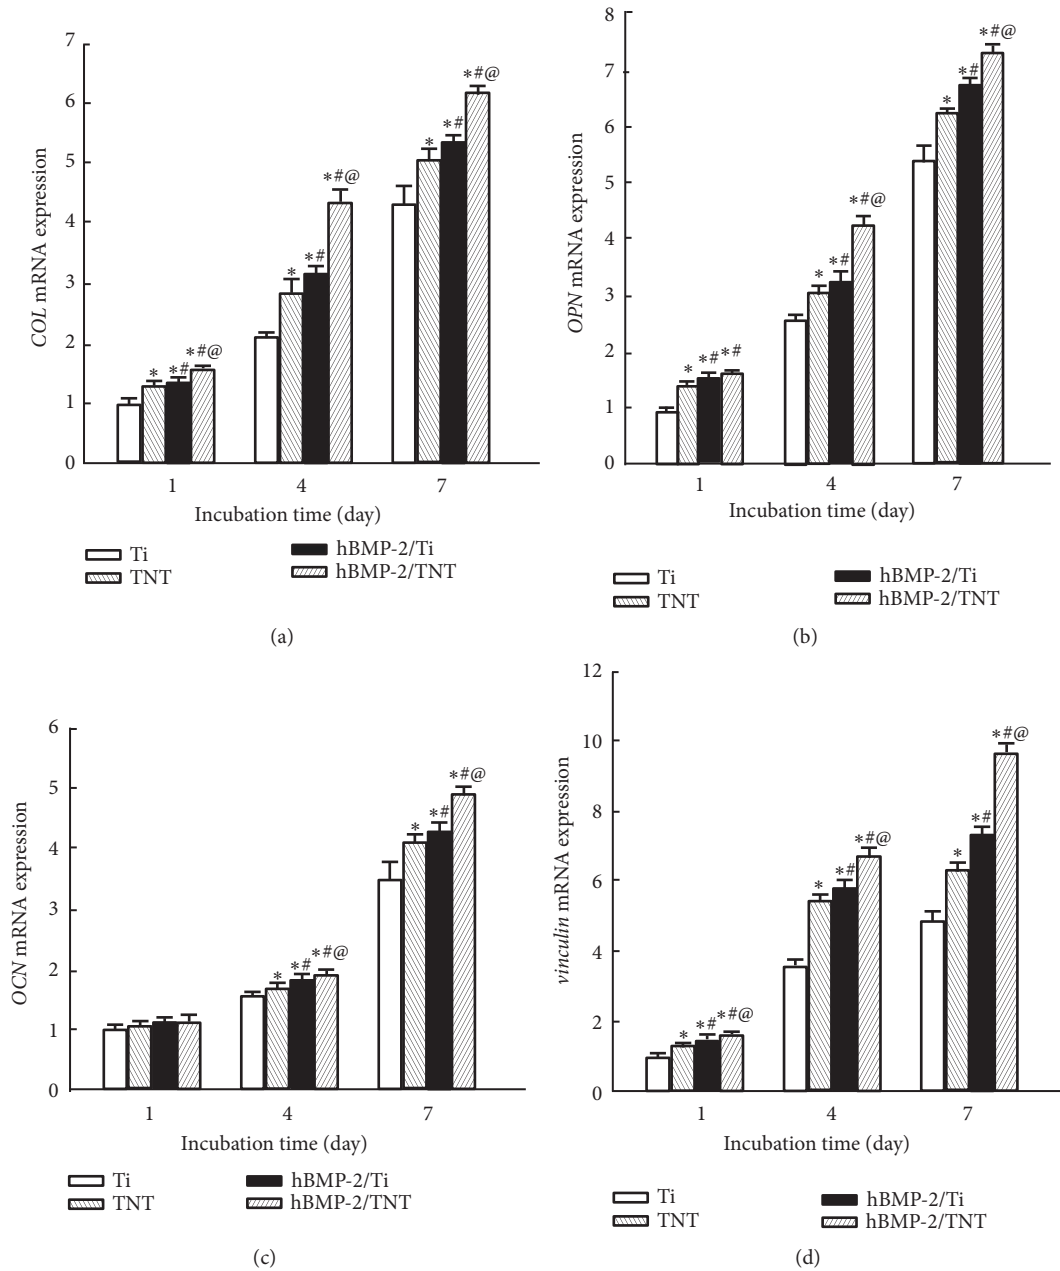 7
6
5
4
3
2
1
0
COL mRNA expression
*
*#
*#@
*
*#
*#@
*
*#
*#@
1 4 7
Incubation time (day)
Ti hBMP-2/Ti
TNT hBMP-2/TNT
(a)
8
7
6
5
4
3
2
1
0
OPN mRNA expression
*
*#
*#
*
*#
*#@
*
*#
*#@
1 4 7
Incubation time (day)
Ti hBMP-2/Ti
TNT hBMP-2/TNT
(b)
6
5
4
3
2
1
0
OCN mRNA expression
*
*#
*#@
*
*#
*#@
1 4 7
Incubation time (day)
Ti hBMP-2/Ti
TNT hBMP-2/TNT
(c)
12
10
8
6
4
2
0
vinculin mRNA expression
*
*#
*#@
*
*#
*#@
*
*#
*#@
1 4 7
Incubation time (day)
Ti hBMP-2/Ti
TNT hBMP-2/TNT
(d)